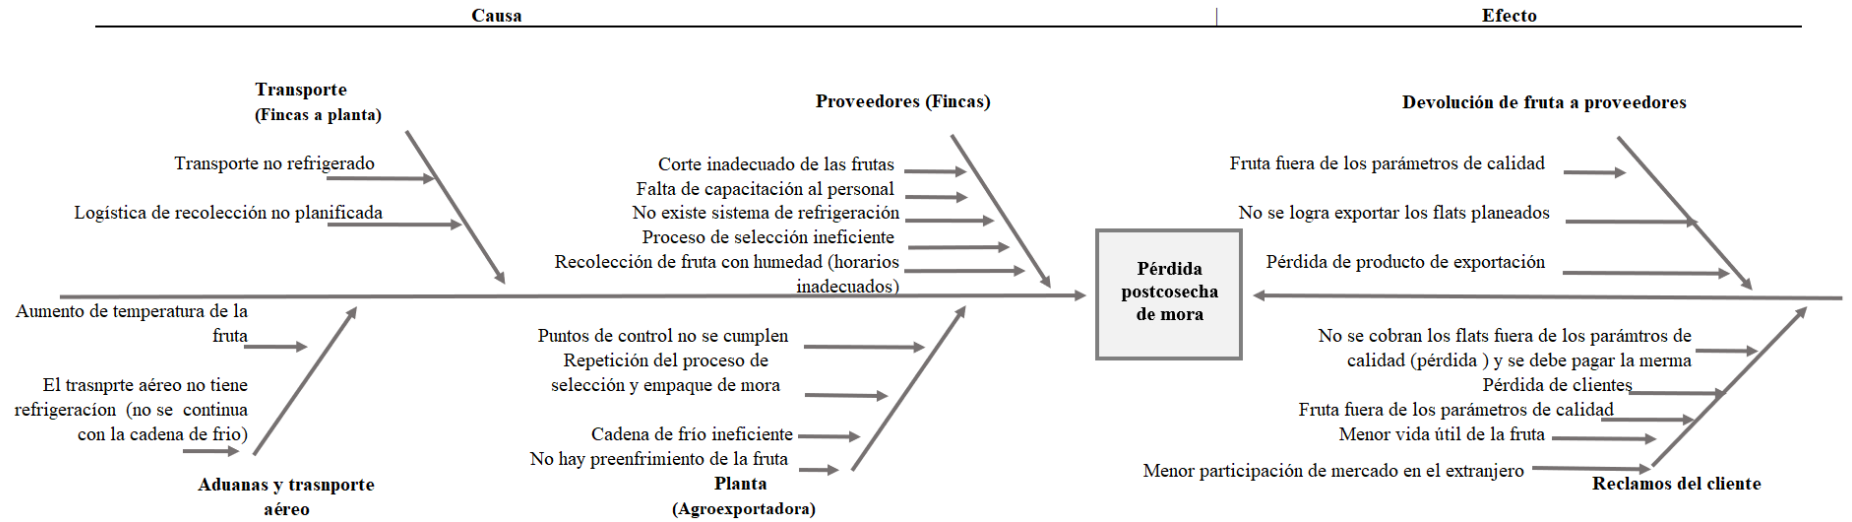 Causa
Efecto
Transporte
(Fincas a planta)
Transporte no refrigerado
Logística de recolección no planificada
Proveedores (Fincas)
Corte inadecuado de las frutas
Falta de capacitación al personal
No existe sistema de refrigeración
Proceso de selección ineficiente
Recolección de fruta con humedad (horarios
inadecuados)
Devolución de fruta a proveedores
Fruta fuera de los parámetros de calidad
No se logra exportar los flats planeados
Pérdida de producto de exportación
Pérdida
postcosecha
de mora
Aumento de temperatura de la
fruta
El trasnprte aéreo no tiene
refrigeracíon (no se continua
con la cadena de frio)
Aduanas y trasnporte
aéreo
Puntos de control no se cumplen
Repetición del proceso de
selección y empaque de mora
Cadena de frío ineficiente
No hay preenfrimiento de la fruta
Planta
(Agroexportadora)
No se cobran los flats fuera de los parámtros de
calidad (pérdida ) y se debe pagar la merma
Pérdida de clientes
Fruta fuera de los parámetros de calidad
Menor vida útil de la fruta
Menor participación de mercado en el extranjero
Reclamos del cliente